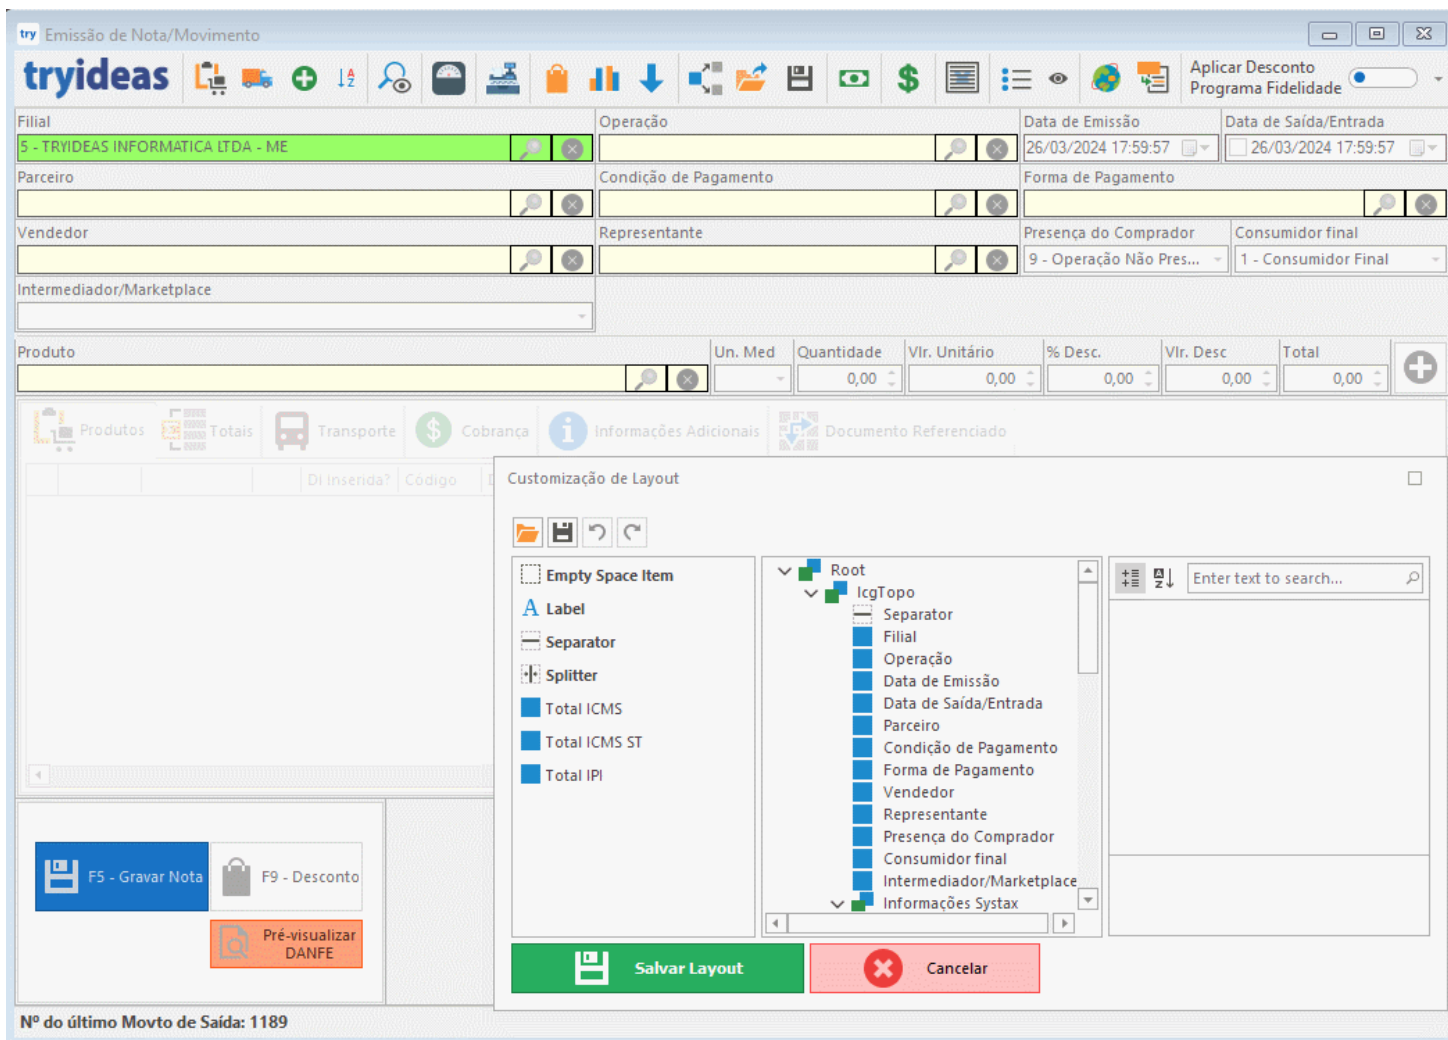 try Emissão de Nota/Movimento
tryideas
Aplicar Desconto
Programa Fidelidade
Filial
Operação
Data de Emissão
Data de Saída/Entrada
5 - TRYIDEAS INFORMATICA LTDA - ME
26/03/2024 17:59:57
26/03/2024 17:59:57
Parceiro
Condição de Pagamento
Forma de Pagamento
Vendedor
Representante
Presença do Comprador
Consumidor final
9 - Operação Não Pres...
1 - Consumidor Final
Intermediador/Marketplace
Produto
Un. Med
Quantidade
Vlr. Unitário
% Desc.
Vlr. Desc
Total
0,00
0,00
0,00
0,00
0,00
Produtos
Totais
Transporte
Cobrança
Informações Adicionais
Documento Referenciado
DI Inserida?
Código
Customização de Layout
Empty Space Item
A Label
Separator
Splitter
Total ICMS
Total ICMS ST
Total IPI
Root
lcgTopo
Separator
Filial
Operação
Data de Emissão
Data de Saída/Entrada
Parceiro
Condição de Pagamento
Forma de Pagamento
Vendedor
Representante
Presença do Comprador
Consumidor final
Intermediador/Marketplace
Informações Systax
Enter text to search...
Salvar Layout
Cancelar
F5 - Gravar Nota
F9 - Desconto
Pré-visualizar
DANFE
Nº do último Movto de Saída: 1189